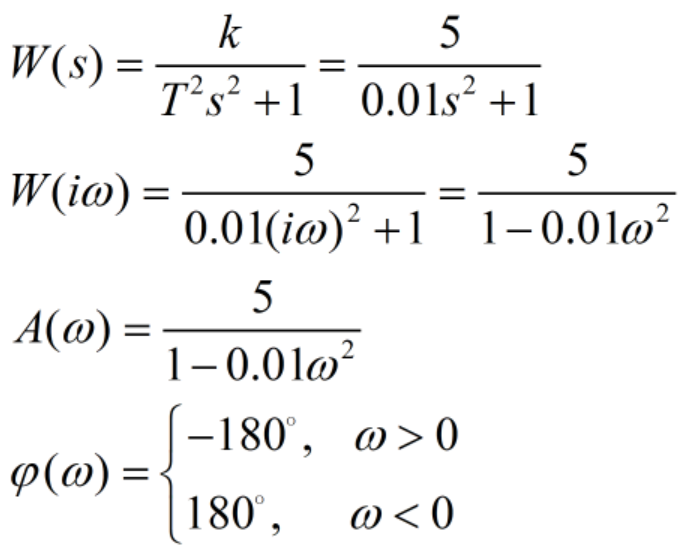 W(s) = k / (T²s² + 1) = 5 / (0.01s² + 1)
W(iω) = 5 / (0.01(iω)² + 1) = 5 / (1 − 0.01ω²)
A(ω) = 5 / (1 − 0.01ω²)
φ(ω) = { −180°, ω > 0
180°, ω < 0